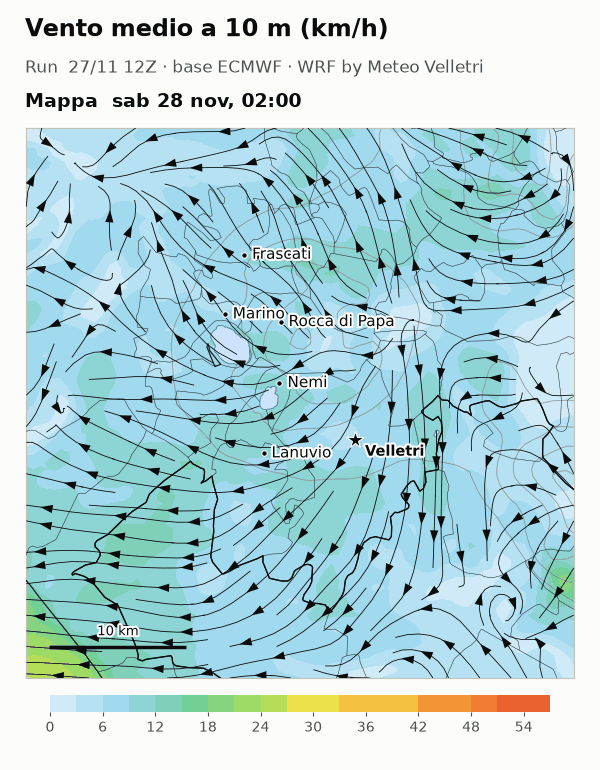 Vento medio a 10 m (km/h)
Run  27/11 12Z · base ECMWF · WRF by Meteo Velletri
Mappa  sab 28 nov, 02:00
Frascati
Marino
Rocca di Papa
Nemi
Velletri
Lanuvio
10 km
0 6 12 18 24 30 36 42 48 54